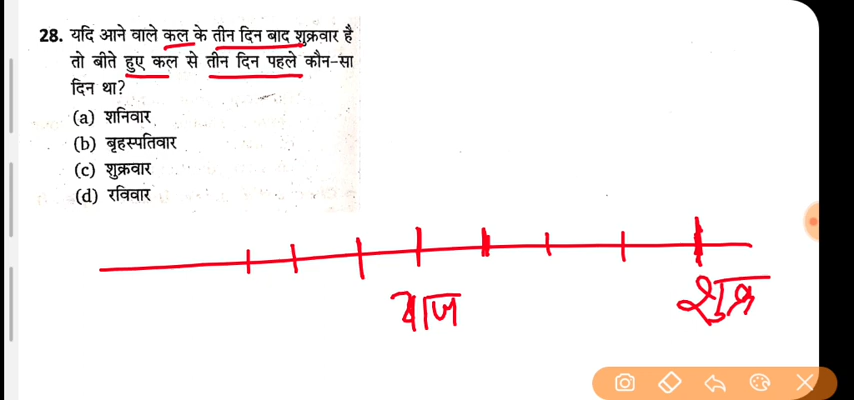 28. यदि आने वाले कल के तीन दिन बाद शुक्रवार है
तो बीते हुए कल से तीन दिन पहले कौन-सा
दिन था?
(a) शनिवार
(b) बृहस्पतिवार
(c) शुक्रवार
(d) रविवार
आज
शुक्र